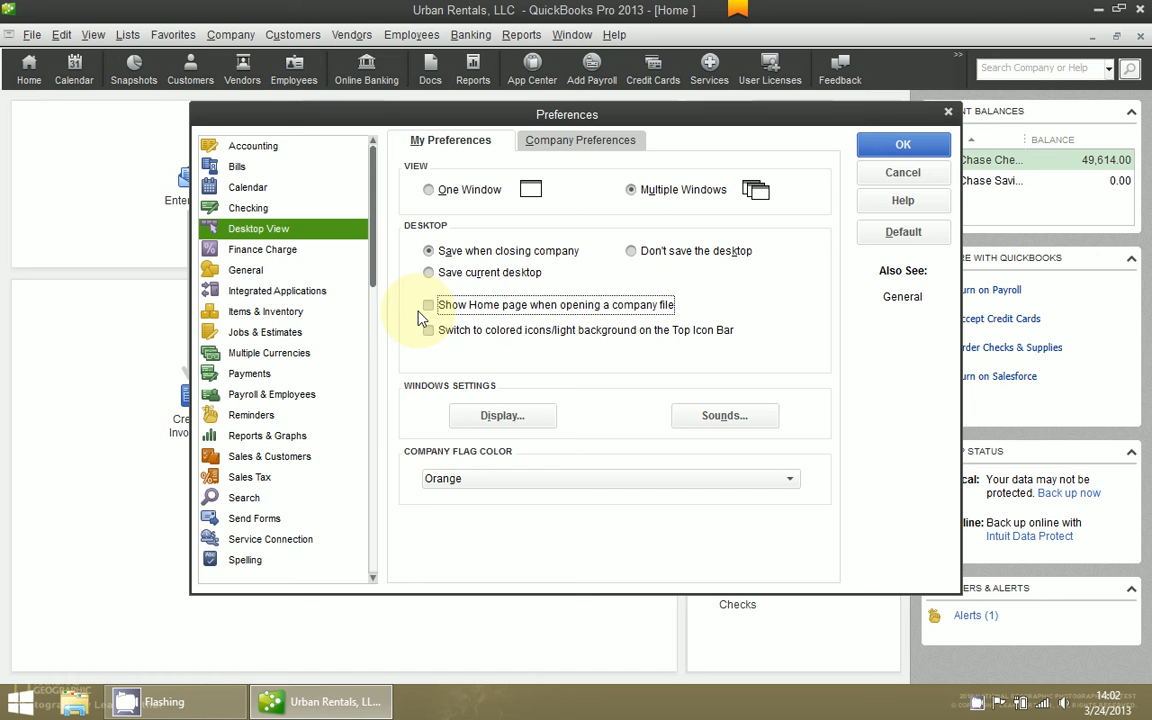 Urban Rentals, LLC - QuickBooks Pro 2013 - [Home ]
File Edit View Lists Favorites Company Customers Vendors Employees Banking Reports Window Help
Home Calendar Snapshots Customers Vendors Employees Online Banking Docs Reports App Center Add Payroll Credit Cards Services User Licenses Feedback
Search Company or Help
Preferences
My Preferences
Company Preferences
Accounting
Bills
Calendar
Checking
Desktop View
Finance Charge
General
Integrated Applications
Items & Inventory
Jobs & Estimates
Multiple Currencies
Payments
Payroll & Employees
Reminders
Reports & Graphs
Sales & Customers
Sales Tax
Search
Send Forms
Service Connection
Spelling
VIEW
One Window
Multiple Windows
DESKTOP
Save when closing company
Don't save the desktop
Save current desktop
Show Home page when opening a company file
Switch to colored icons/light background on the Top Icon Bar
WINDOWS SETTINGS
Display...
Sounds...
COMPANY FLAG COLOR
Orange
OK
Cancel
Help
Default
Also See:
General
Enter
Cre
Invo
NT BALANCES
BALANCE
Chase Che... 49,614.00
Chase Savi... 0.00
E WITH QUICKBOOKS
urn on Payroll
ccept Credit Cards
rder Checks & Supplies
urn on Salesforce
P STATUS
cal: Your data may not be
protected. Back up now
line: Back up online with
Intuit Data Protect
ERS & ALERTS
Alerts (1)
Checks
Flashing
Urban Rentals, LL...
14:02
3/24/2013